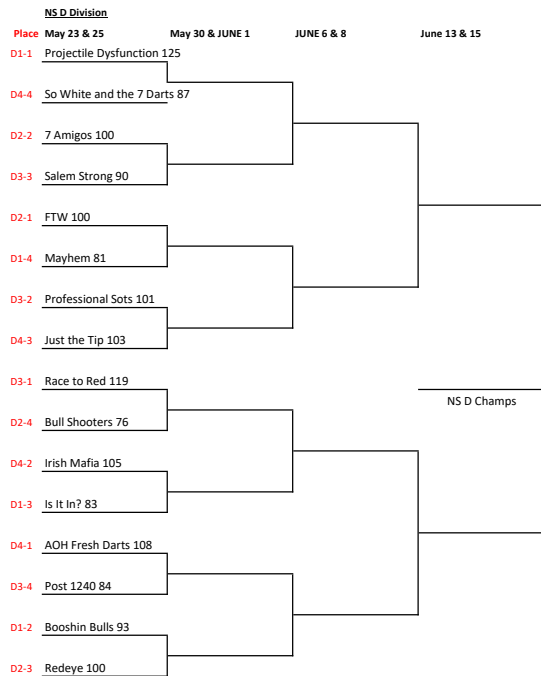 NS D Division
Place May 23 & 25 May 30 & JUNE 1 JUNE 6 & 8 June 13 & 15
D1-1 Projectile Dysfunction 125
D4-4 So White and the 7 Darts 87
D2-2 7 Amigos 100
D3-3 Salem Strong 90
D2-1 FTW 100
D1-4 Mayhem 81
D3-2 Professional Sots 101
D4-3 Just the Tip 103
D3-1 Race to Red 119
NS D Champs
D2-4 Bull Shooters 76
D4-2 Irish Mafia 105
D1-3 Is It In? 83
D4-1 AOH Fresh Darts 108
D3-4 Post 1240 84
D1-2 Booshin Bulls 93
D2-3 Redeye 100